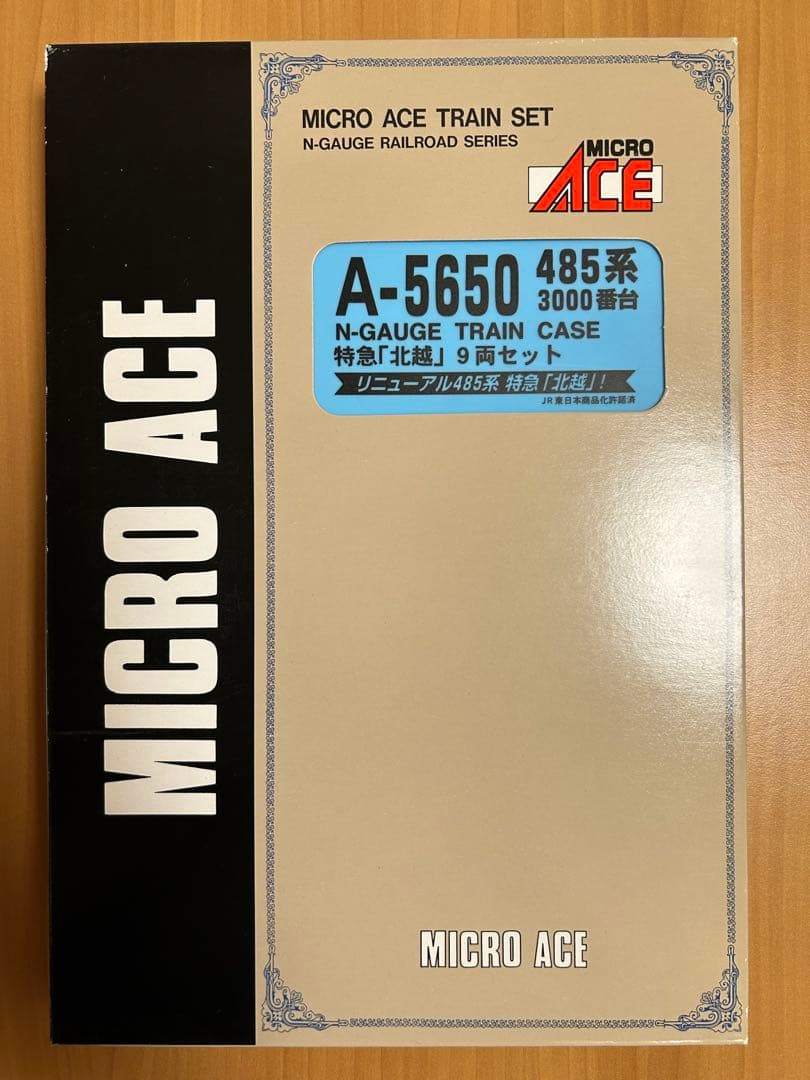 MICRO ACE
MICRO ACE TRAIN SET
N-GAUGE RAILROAD SERIES
MICRO
ACE
A-5650 485系
3000番台
N-GAUGE TRAIN CASE
特急「北越」9両セット
リニューアル485系 特急「北越」!
JR東日本商品化許諾済
MICRO ACE